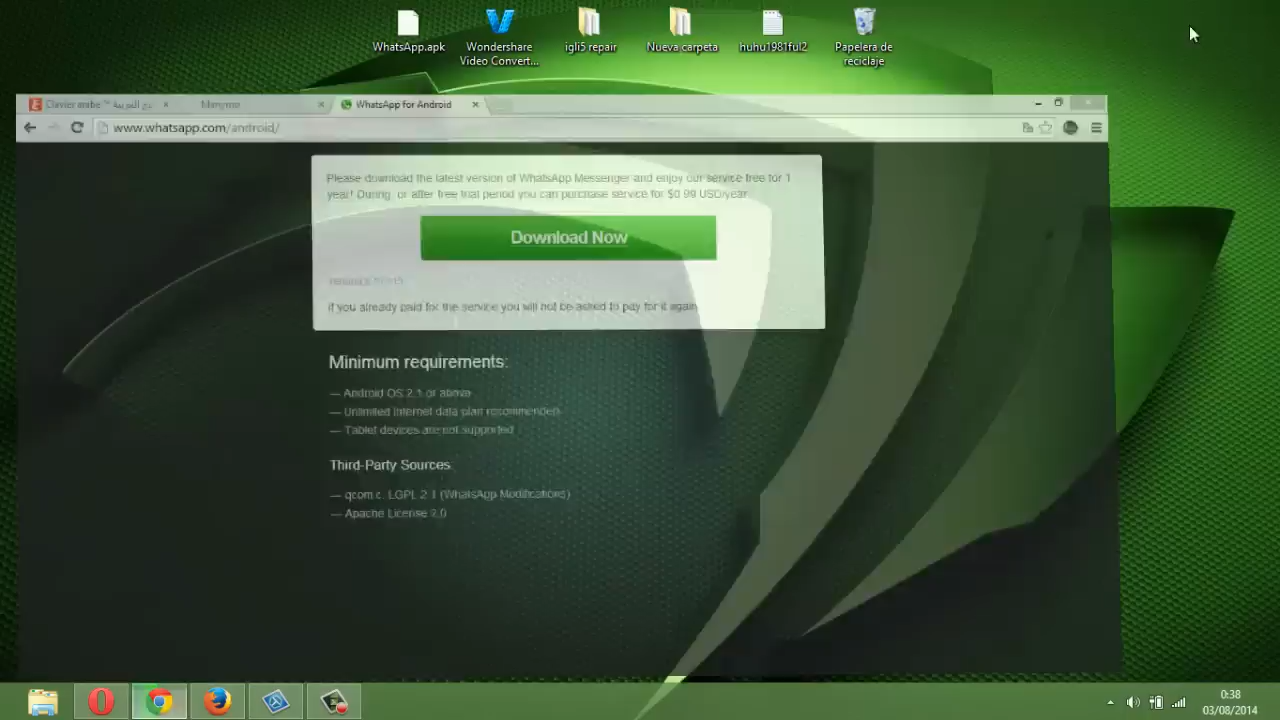 WhatsApp.apk
Wondershare
Video Convert...
igli5 repair
Nueva carpeta
huhu1981ful2
Papelera de
reciclaje
Clavier arabe ™
Manymo
WhatsApp for Android
www.whatsapp.com/android/
Please download the latest version of WhatsApp Messenger and enjoy our service free for 1
year! During, or after free trial period you can purchase service for $0.99 USD/year.
Download Now
If you already paid for the service you will not be asked to pay for it again
Minimum requirements:
— Android OS 2.1 or above
— Unlimited internet data plan recommended
— Tablet devices are not supported
Third-Party Sources
— qcom.c. LGPL 2.1 (WhatsApp Modifications)
— Apache License 2.0
0:38
03/08/2014